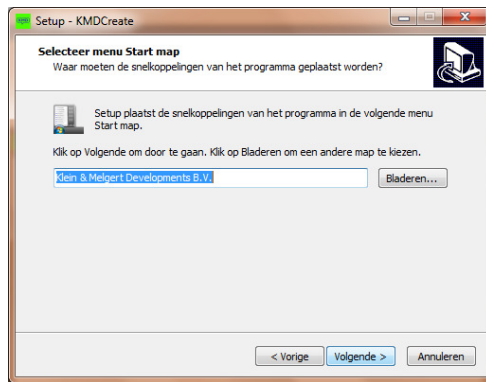 Setup - KMDCreate
Selecteer menu Start map
Waar moeten de snelkoppelingen van het programma geplaatst worden?
Setup plaatst de snelkoppelingen van het programma in de volgende menu
Start map.
Klik op Volgende om door te gaan. Klik op Bladeren om een andere map te kiezen.
Klein & Melgert Developments B.V.
Bladeren...
< Vorige
Volgende >
Annuleren